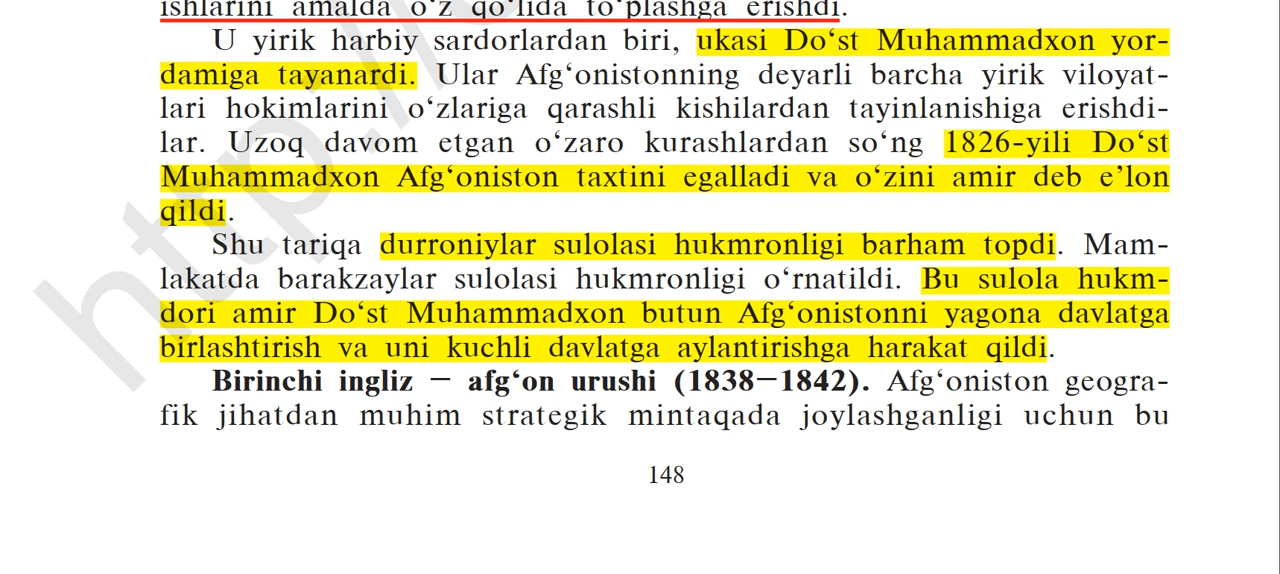 ishlarini amalda o‘z qo‘lida to‘plashga erishdi.
U yirik harbiy sardorlardan biri, ukasi Do‘st Muhammadxon yor-
damiga tayanardi. Ular Afg‘onistonning deyarli barcha yirik viloyat-
lari hokimlarini o‘zlariga qarashli kishilardan tayinlanishiga erishdi-
lar. Uzoq davom etgan o‘zaro kurashlardan so‘ng 1826-yili Do‘st
Muhammadxon Afg‘oniston taxtini egalladi va o‘zini amir deb e’lon
qildi.
Shu tariqa durroniylar sulolasi hukmronligi barham topdi. Mam-
lakatda barakzaylar sulolasi hukmronligi o‘rnatildi. Bu sulola hukm-
dori amir Do‘st Muhammadxon butun Afg‘onistonni yagona davlatga
birlashtirish va uni kuchli davlatga aylantirishga harakat qildi.
Birinchi ingliz – afg‘on urushi (1838–1842). Afg‘oniston geogra-
fik jihatdan muhim strategik mintaqada joylashganligi uchun bu
148
http://